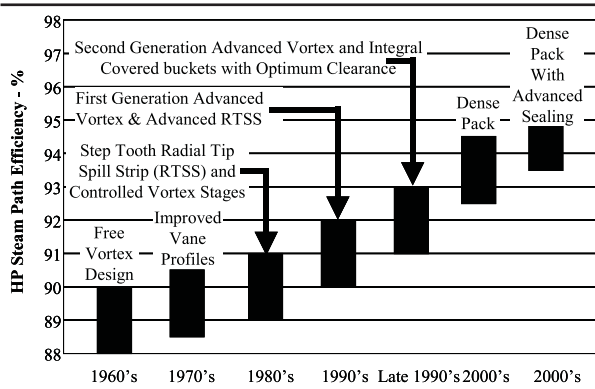 98
97
96
95
94
93
92
91
90
89
88
HP Steam Path Efficiency - %
Second Generation Advanced Vortex and Integral
Covered buckets with Optimum Clearance
First Generation Advanced
Vortex & Advanced RTSS
Step Tooth Radial Tip
Spill Strip (RTSS) and
Controlled Vortex Stages
Free
Vortex
Design
Improved
Vane
Profiles
Dense
Pack
Dense
Pack
With
Advanced
Sealing
1960's 1970's 1980's 1990's Late 1990's 2000's 2000's